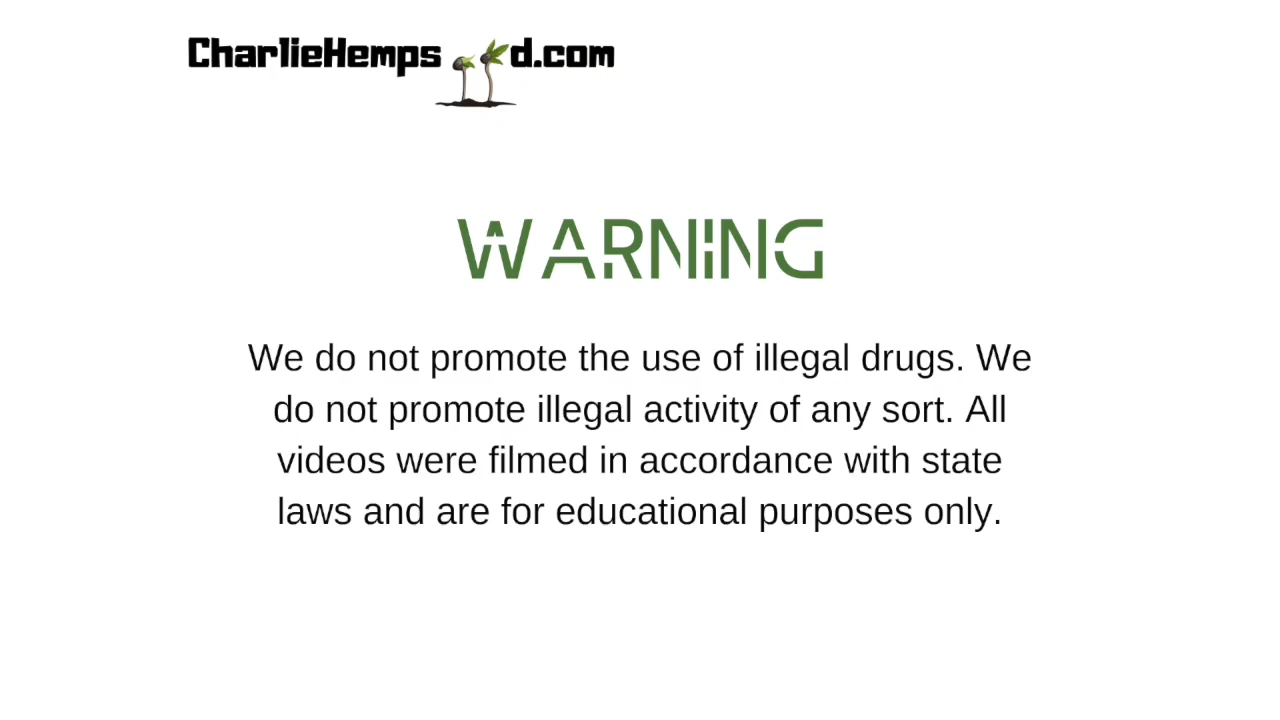 CharlieHempsd.com
WARNING
We do not promote the use of illegal drugs. We
do not promote illegal activity of any sort. All
videos were filmed in accordance with state
laws and are for educational purposes only.